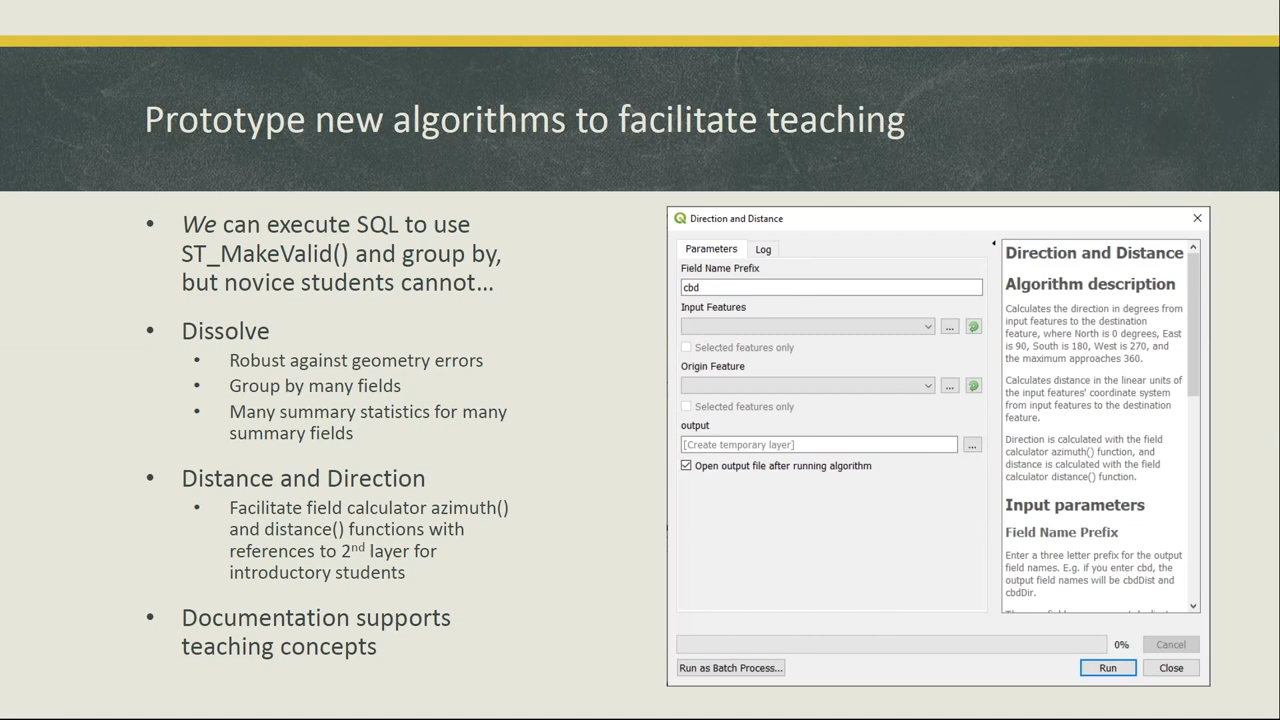 Prototype new algorithms to facilitate teaching
• We can execute SQL to use
ST_MakeValid() and group by,
but novice students cannot…
• Dissolve
• Robust against geometry errors
• Group by many fields
• Many summary statistics for many
summary fields
• Distance and Direction
• Facilitate field calculator azimuth()
and distance() functions with
references to 2nd layer for
introductory students
• Documentation supports
teaching concepts
Direction and Distance
Parameters Log
Field Name Prefix
cbd
Input Features
...
Selected features only
Origin Feature
...
Selected features only
output
[Create temporary layer]
...
Open output file after running algorithm
Direction and Distance
Algorithm description
Calculates the direction in degrees from
input features to the destination
feature, where North is 0 degrees, East
is 90, South is 180, West is 270, and
the maximum approaches 360.
Calculates distance in the linear units of
the input features' coordinate system
from input features to the destination
feature.
Direction is calculated with the field
calculator azimuth() function, and
distance is calculated with the field
calculator distance() function.
Input parameters
Field Name Prefix
Enter a three letter prefix for the output
field names. E.g. if you enter cbd, the
output field names will be cbdDist and
cbdDir.
0% Cancel
Run as Batch Process... Run Close